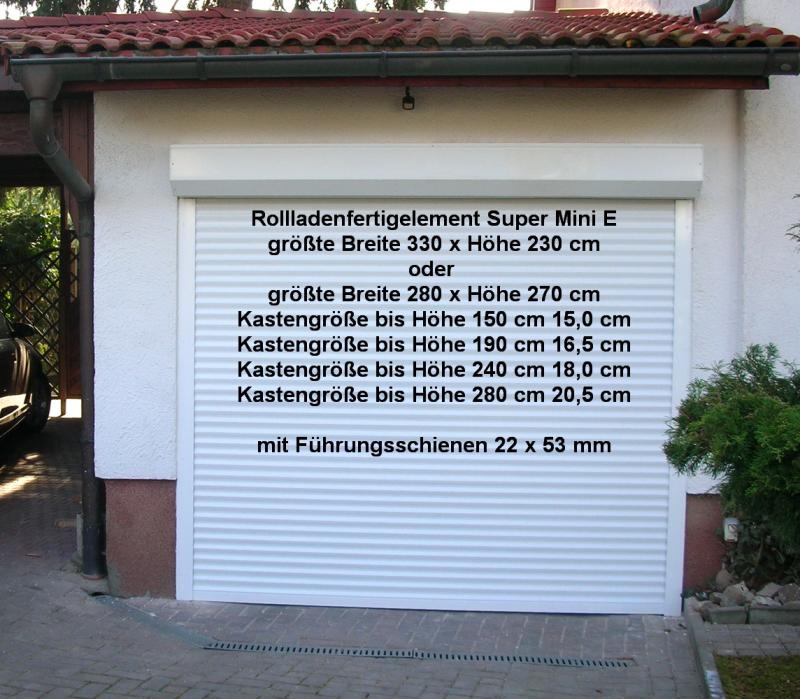 Rollladenfertigelement Super Mini E
größte Breite 330 x Höhe 230 cm
oder
größte Breite 280 x Höhe 270 cm
Kastengröße bis Höhe 150 cm 15,0 cm
Kastengröße bis Höhe 190 cm 16,5 cm
Kastengröße bis Höhe 240 cm 18,0 cm
Kastengröße bis Höhe 280 cm 20,5 cm
mit Führungsschienen 22 x 53 mm